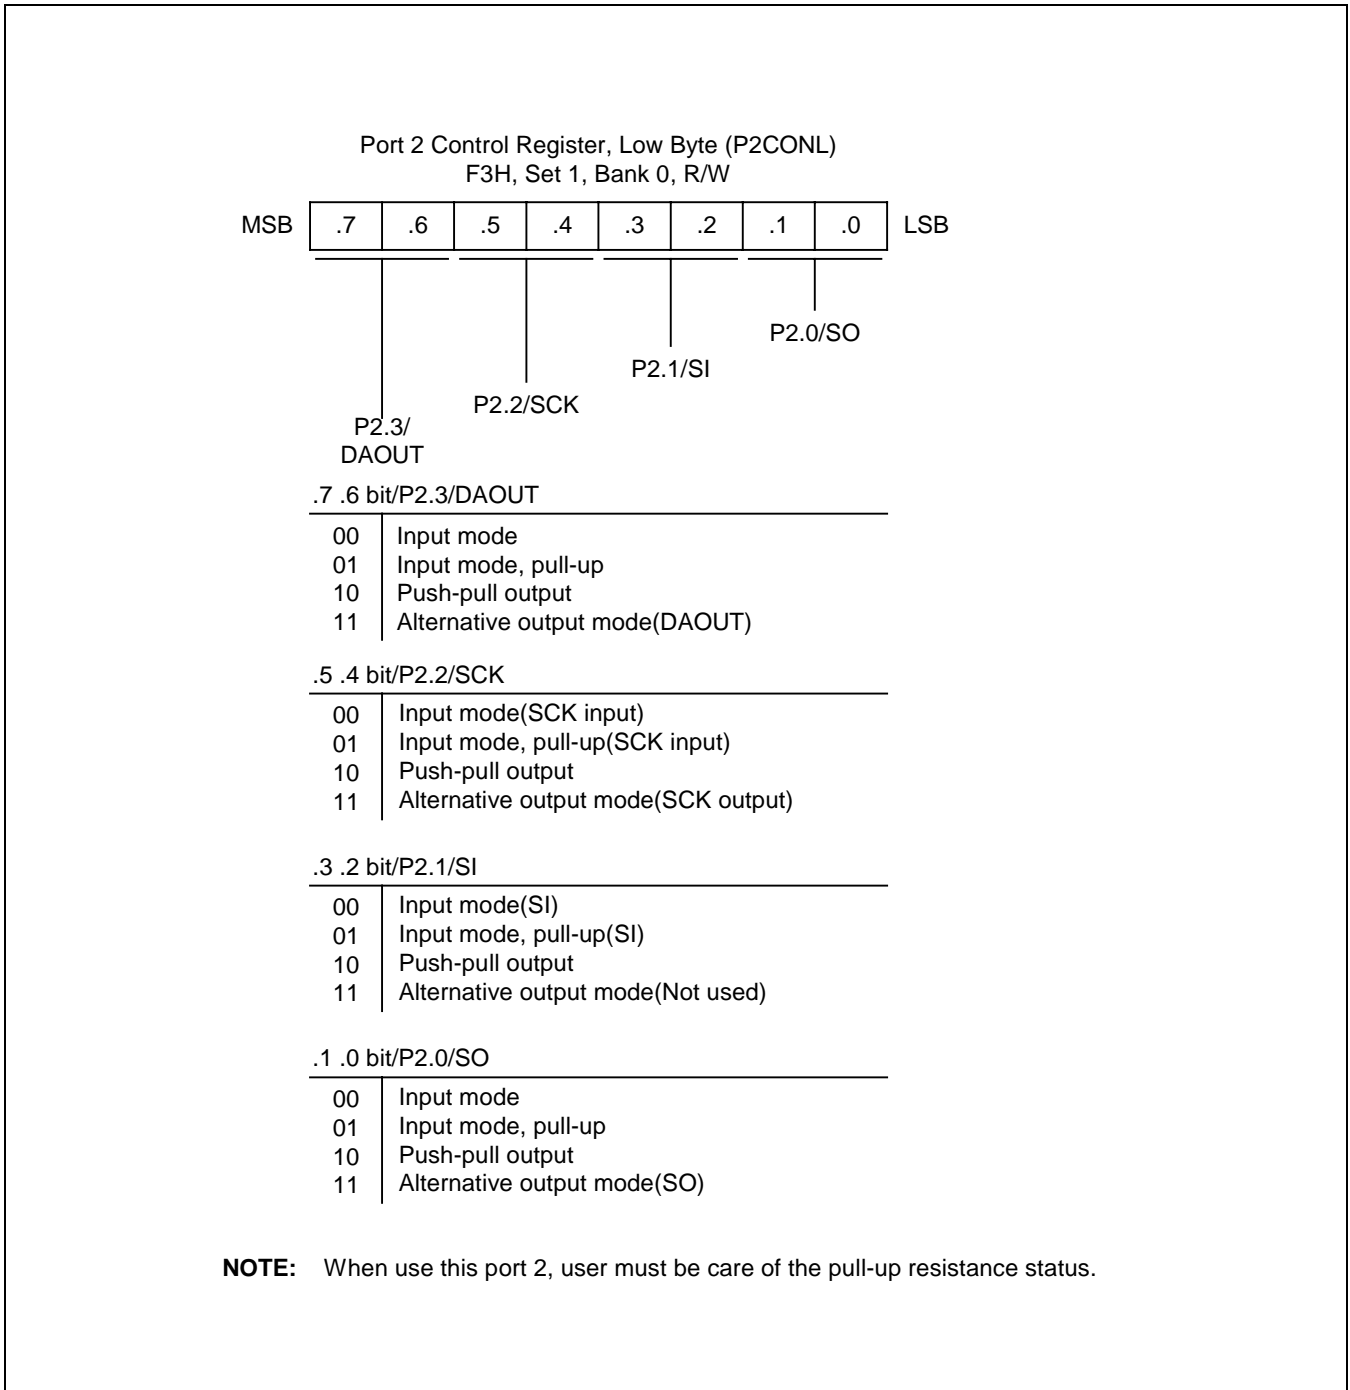 Port 2 Control Register, Low Byte (P2CONL)
F3H, Set 1, Bank 0, R/W
MSB .7 .6 .5 .4 .3 .2 .1 .0 LSB
P2.0/SO
P2.1/SI
P2.2/SCK
P2.3/
DAOUT
.7 .6 bit/P2.3/DAOUT
00 Input mode
01 Input mode, pull-up
10 Push-pull output
11 Alternative output mode(DAOUT)
.5 .4 bit/P2.2/SCK
00 Input mode(SCK input)
01 Input mode, pull-up(SCK input)
10 Push-pull output
11 Alternative output mode(SCK output)
.3 .2 bit/P2.1/SI
00 Input mode(SI)
01 Input mode, pull-up(SI)
10 Push-pull output
11 Alternative output mode(Not used)
.1 .0 bit/P2.0/SO
00 Input mode
01 Input mode, pull-up
10 Push-pull output
11 Alternative output mode(SO)
NOTE: When use this port 2, user must be care of the pull-up resistance status.